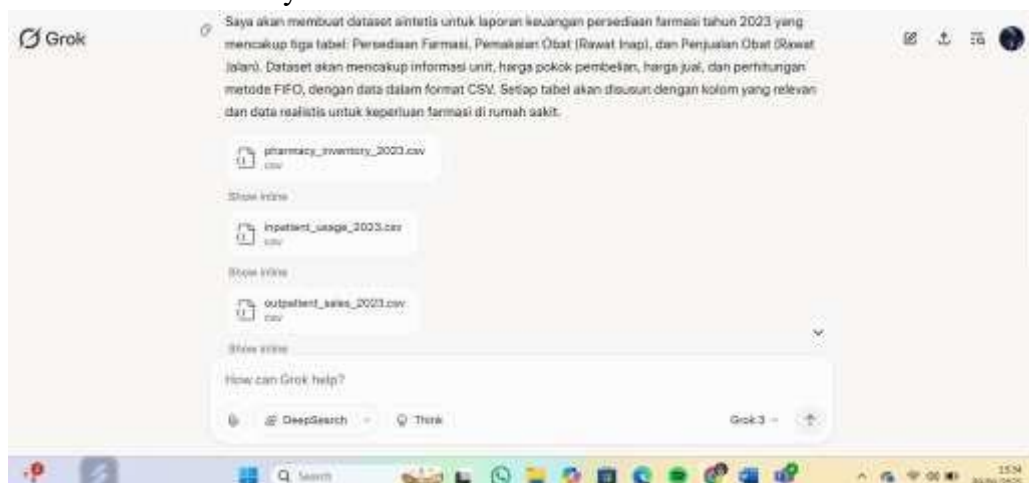 Grok
Saya akan membuat dataset sintetis untuk laporan keuangan persediaan farmasi tahun 2023 yang
mencakup tiga tabel: Persediaan Farmasi, Pemakaian Obat (Rawat Inap), dan Penjualan Obat (Rawat
Jalan). Dataset akan mencakup informasi unit, harga pokok pembelian, harga jual, dan perhitungan
metode FIFO, dengan data dalam format CSV. Setiap tabel akan disusun dengan kolom yang relevan
dan data realistis untuk keperluan farmasi di rumah sakit.
pharmacy_inventory_2023.csv
csv
Show inline
inpatient_usage_2023.csv
csv
Show inline
outpatient_sales_2023.csv
csv
Show inline
How can Grok help?
DeepSearch
Think
Grok 3
Search
15:34